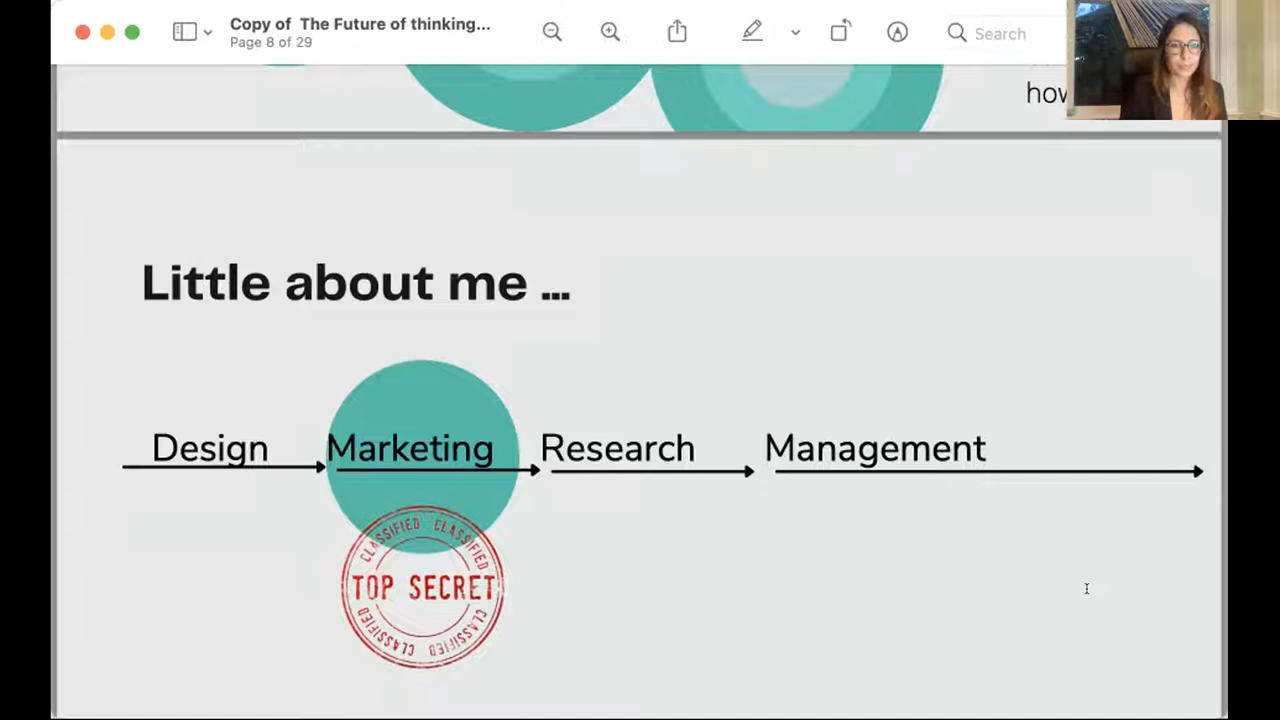 Copy of  The Future of thinking...
Page 8 of 29
Search
how
Little about me ...
Design
Marketing
Research
Management
CLASSIFIED CLASSIFIED
TOP SECRET
CLASSIFIED CLASSIFIED